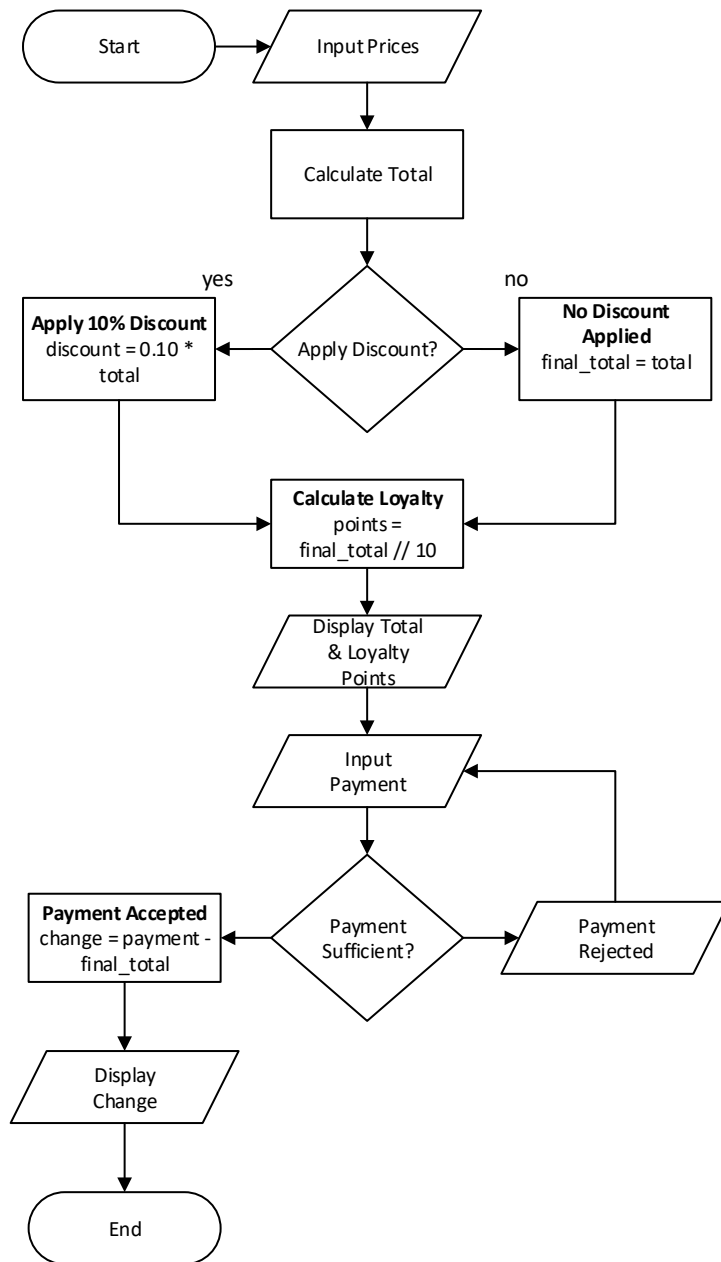 Start
Input Prices
Calculate Total
yes
no
Apply 10% Discount
discount = 0.10 *
total
Apply Discount?
No Discount
Applied
final_total = total
Calculate Loyalty
points =
final_total // 10
Display Total
& Loyalty
Points
Input
Payment
Payment Accepted
change = payment -
final_total
Payment
Sufficient?
Payment
Rejected
Display
Change
End